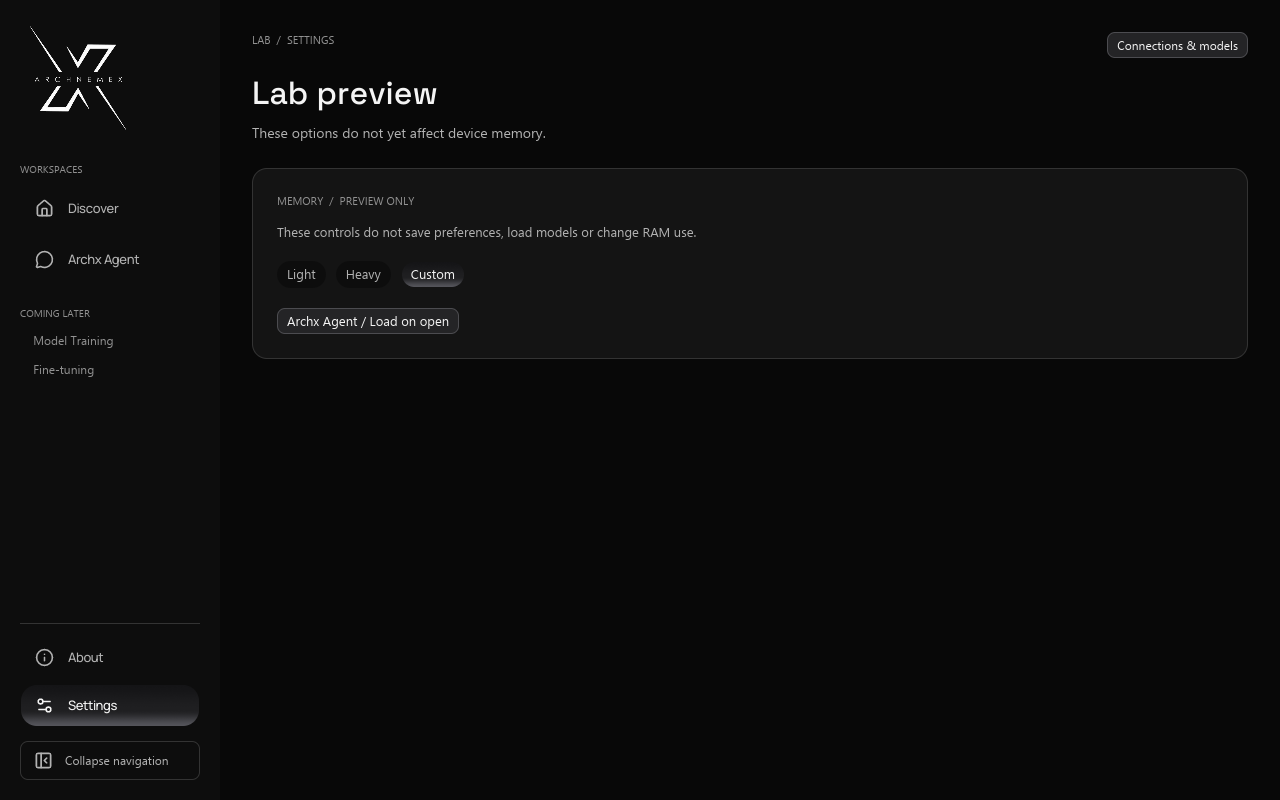 ARCHNEMEX
WORKSPACES
Discover
Archx Agent
COMING LATER
Model Training
Fine-tuning
About
Settings
Collapse navigation
LAB / SETTINGS
Connections & models
Lab preview
These options do not yet affect device memory.
MEMORY / PREVIEW ONLY
These controls do not save preferences, load models or change RAM use.
Light Heavy Custom
Archx Agent / Load on open